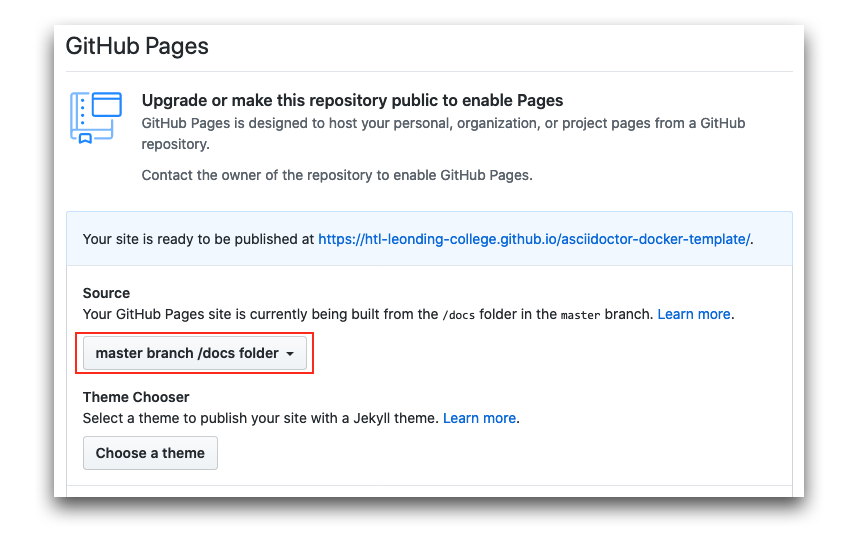 GitHub Pages
Upgrade or make this repository public to enable Pages
GitHub Pages is designed to host your personal, organization, or project pages from a GitHub
repository.
Contact the owner of the repository to enable GitHub Pages.
Your site is ready to be published at https://htl-leonding-college.github.io/asciidoctor-docker-template/.
Source
Your GitHub Pages site is currently being built from the /docs folder in the master branch. Learn more.
master branch /docs folder
Theme Chooser
Select a theme to publish your site with a Jekyll theme. Learn more.
Choose a theme